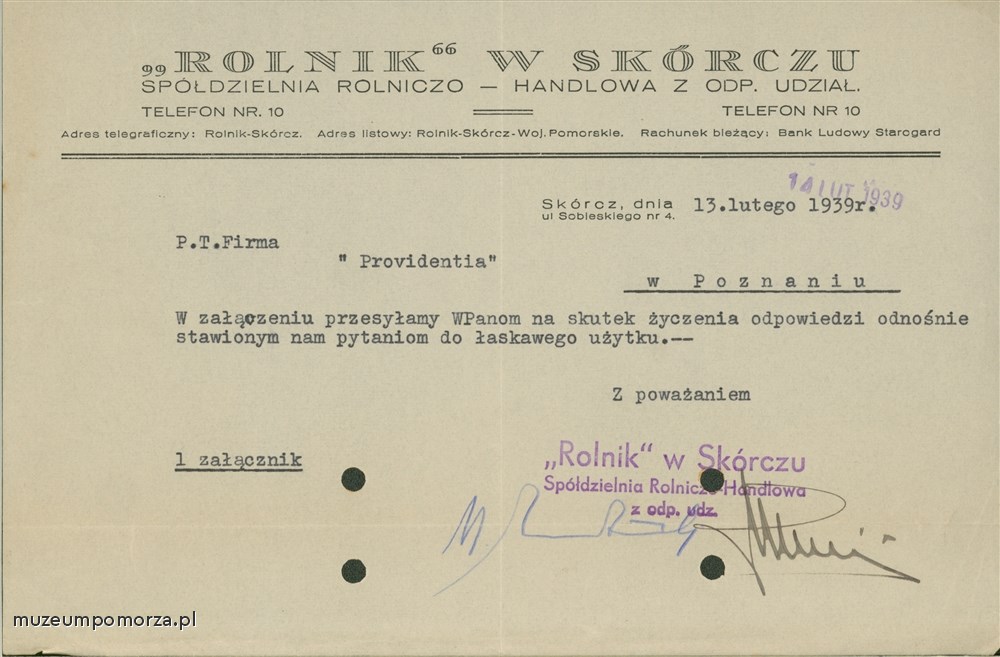 „ROLNIK“ W SKÓRCZU
SPÓŁDZIELNIA ROLNICZO — HANDLOWA Z ODP. UDZIAŁ.
TELEFON NR. 10 TELEFON NR 10
Adres telegraficzny: Rolnik-Skórcz. Adres listowy: Rolnik-Skórcz-Woj. Pomorskie. Rachunek bieżący: Bank Ludowy Starogard
14 LUT. 1939
Skórcz, dnia 13.lutego 1939r.
ul Sobieskiego nr 4.
P.T.Firma
" Providentia"
w Poznaniu
W załączeniu przesyłamy WPanom na skutek życzenia odpowiedzi odnośnie
stawionym nam pytaniom do łaskawego użytku.--
Z poważaniem
1 załącznik
„Rolnik“ w Skórczu
Spółdzielnia Rolniczo-Handlowa
z odp. udz.
muzeumpomorza.pl